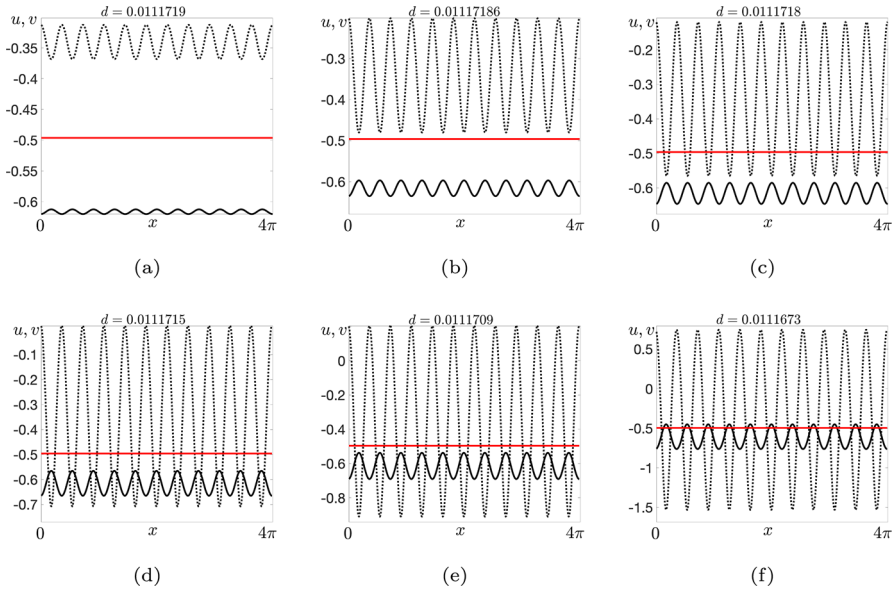 d = 0.0111719
u, v
-0.35
-0.4
-0.45
-0.5
-0.55
-0.6
0
x
4π
(a)
d = 0.01117186
-0.3
-0.4
-0.5
-0.6
0
x
4π
(b)
d = 0.0111718
u, v
-0.2
-0.3
-0.4
-0.5
-0.6
0
x
4π
(c)
d = 0.0111715
u, v
-0.1
-0.2
-0.3
-0.4
-0.5
-0.6
-0.7
0
x
4π
(d)
d = 0.0111709
u, v
0
-0.2
-0.4
-0.6
-0.8
0
x
4π
(e)
d = 0.0111673
u, v
0.5
0
-0.5
-1
-1.5
0
x
4π
(f)